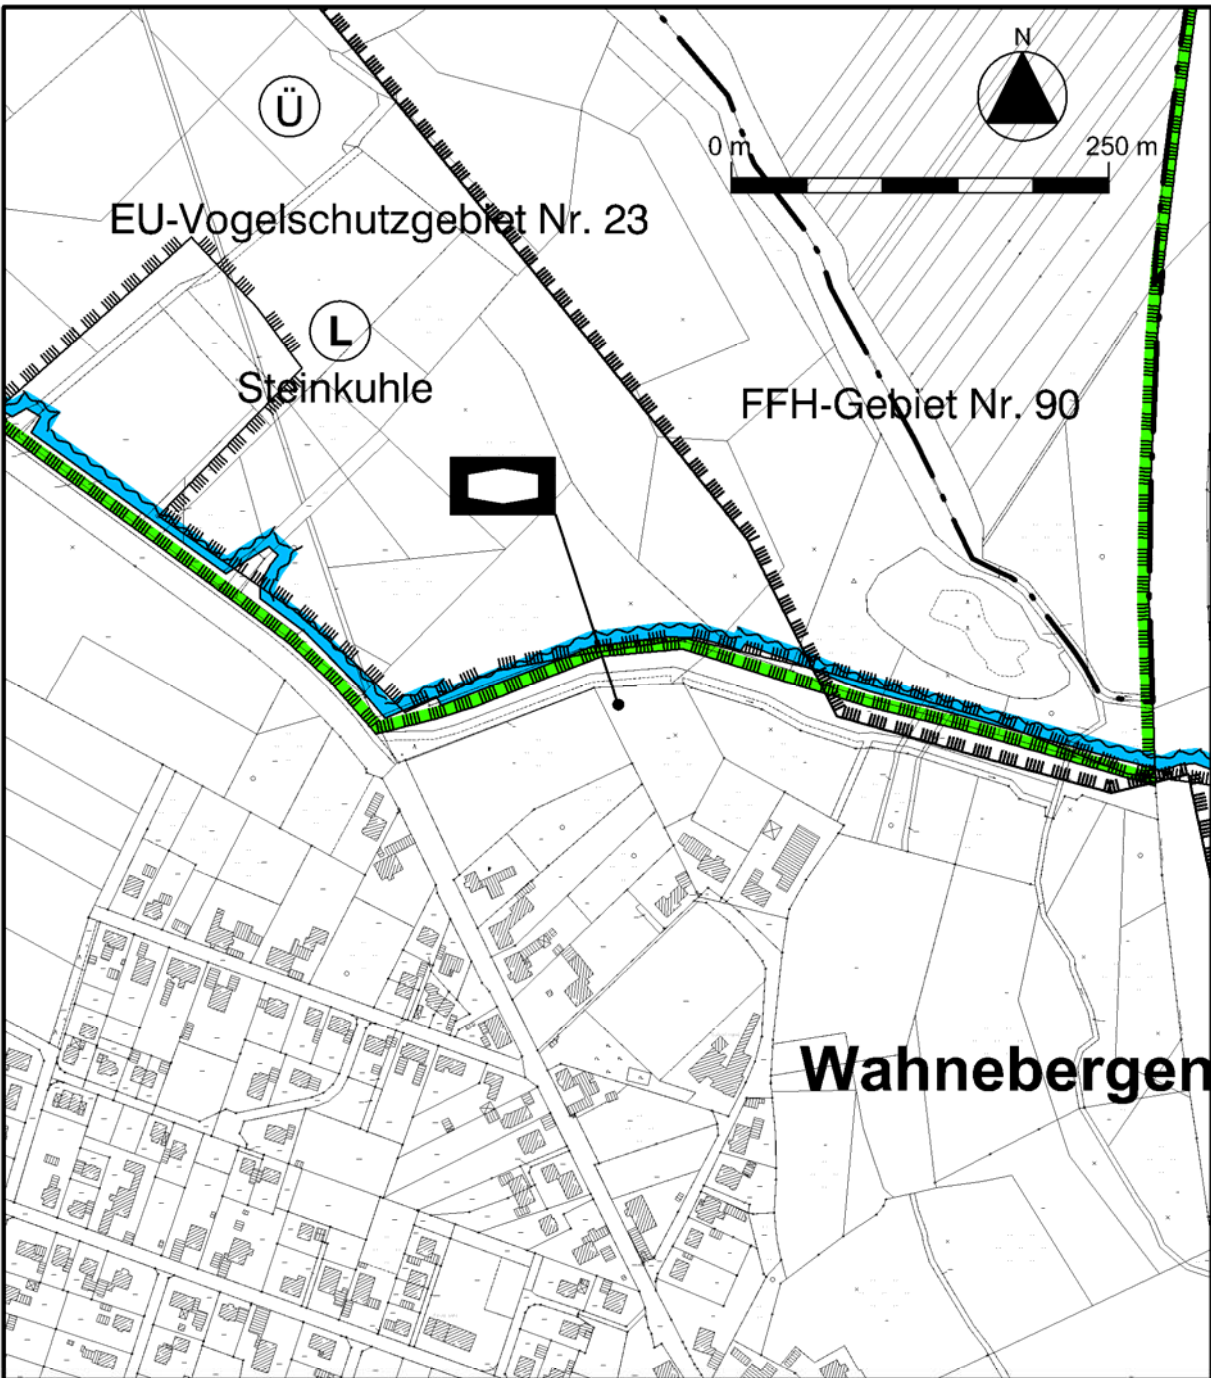 N
0 m
250 m
Ü
EU-Vogelschutzgebiet Nr. 23
L
Steinkuhle
FFH-Gebiet Nr. 90
Wahnebergen